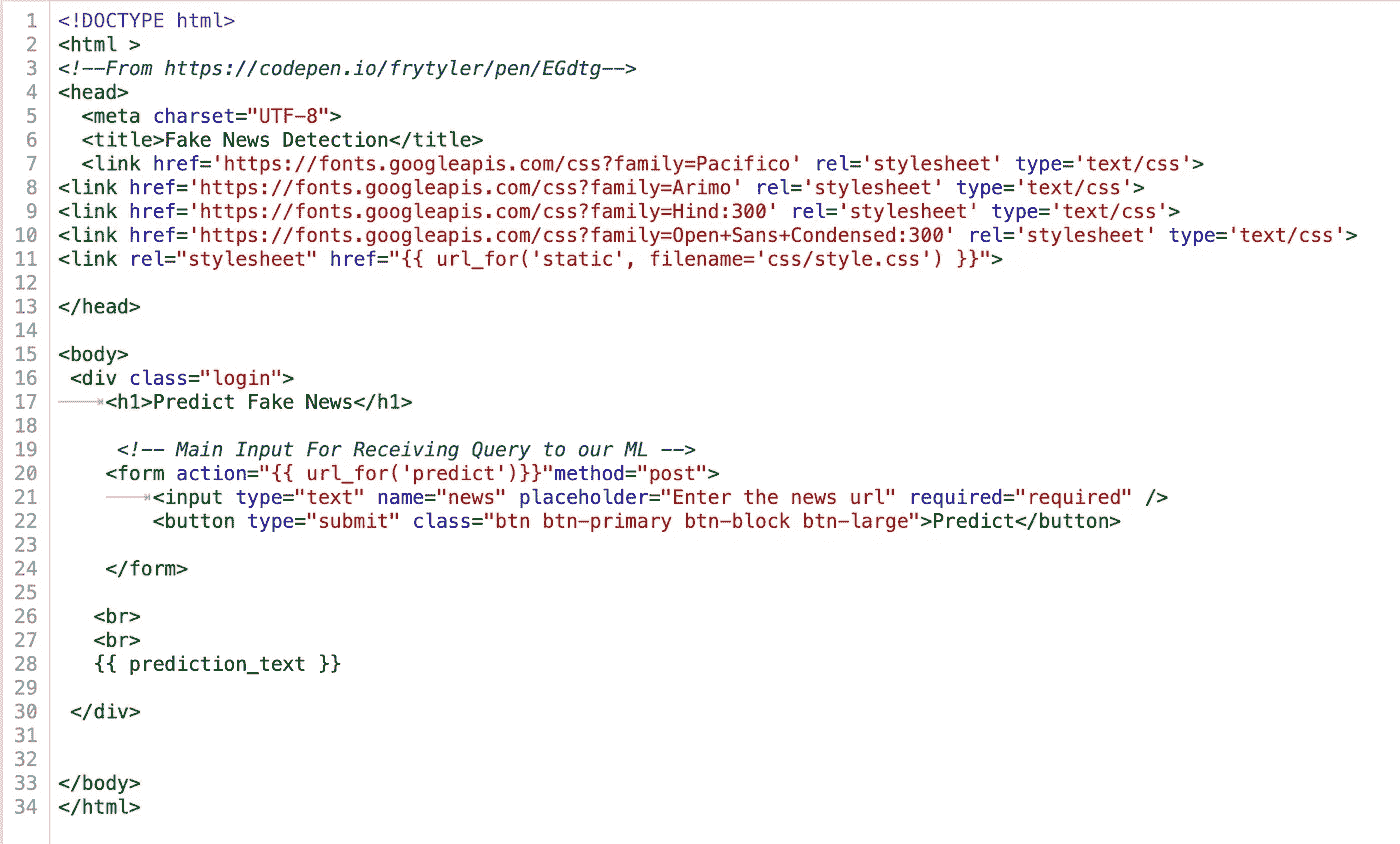 1 <!DOCTYPE html>
2 <html >
3 <!--From https://codepen.io/frytyler/pen/EGdtg-->
4 <head>
5   <meta charset="UTF-8">
6   <title>Fake News Detection</title>
7   <link href='https://fonts.googleapis.com/css?family=Pacifico' rel='stylesheet' type='text/css'>
8 <link href='https://fonts.googleapis.com/css?family=Arimo' rel='stylesheet' type='text/css'>
9 <link href='https://fonts.googleapis.com/css?family=Hind:300' rel='stylesheet' type='text/css'>
10 <link href='https://fonts.googleapis.com/css?family=Open+Sans+Condensed:300' rel='stylesheet' type='text/css'>
11 <link rel="stylesheet" href="{{ url_for('static', filename='css/style.css') }}">
12
13 </head>
14
15 <body>
16  <div class="login">
17     <h1>Predict Fake News</h1>
18
19      <!-- Main Input For Receiving Query to our ML -->
20     <form action="{{ url_for('predict')}}"method="post">
21         <input type="text" name="news" placeholder="Enter the news url" required="required" />
22         <button type="submit" class="btn btn-primary btn-block btn-large">Predict</button>
23
24     </form>
25
26    <br>
27    <br>
28    {{ prediction_text }}
29
30  </div>
31
32
33 </body>
34 </html>